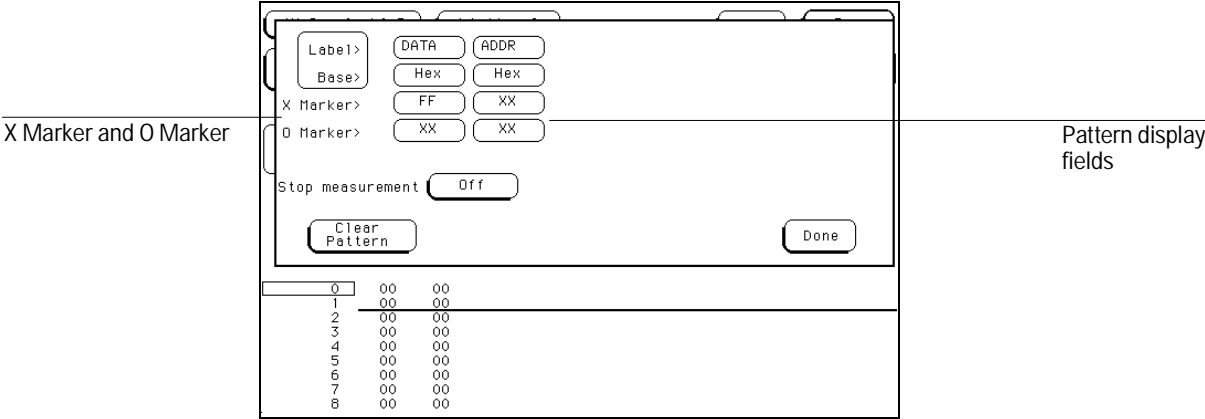 Label> DATA ADDR
Base> Hex Hex
X Marker> FF XX
O Marker> XX XX
X Marker and O Marker
Pattern display
fields
Stop measurement Off
Clear
Pattern
Done
0 00 00
1 00 00
2 00 00
3 00 00
4 00 00
5 00 00
6 00 00
7 00 00
8 00 00